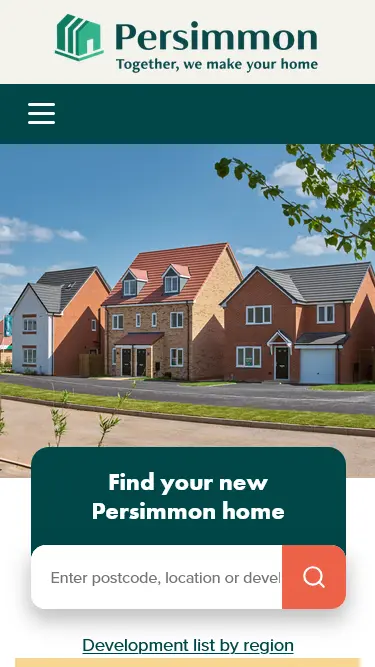 Persimmon
Together, we make your home
Find your new
Persimmon home
Enter postcode, location or devel
Development list by region